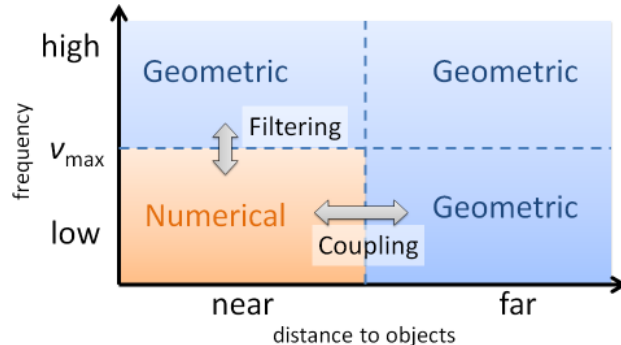 high
Geometric
Geometric
Filtering
frequency
νmax
Numerical
Geometric
low
Coupling
near
far
distance to objects